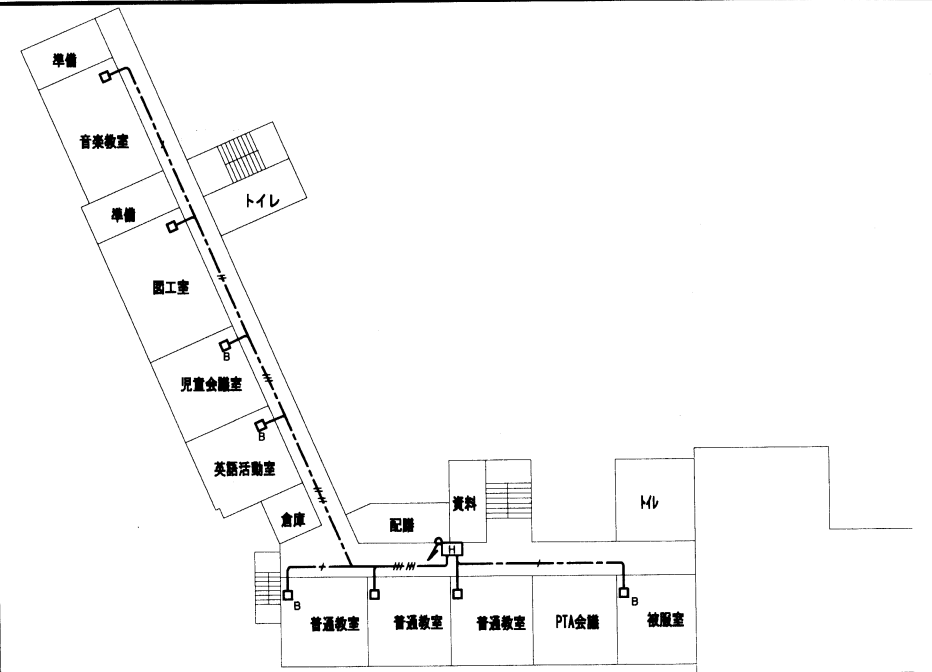 準備
音楽教室
トイレ
準備
図工室
B
児童会議室
B
英語活動室
倉庫
配膳
資料
トイレ
H
B
普通教室
普通教室
普通教室
PTA会議
B
被服室